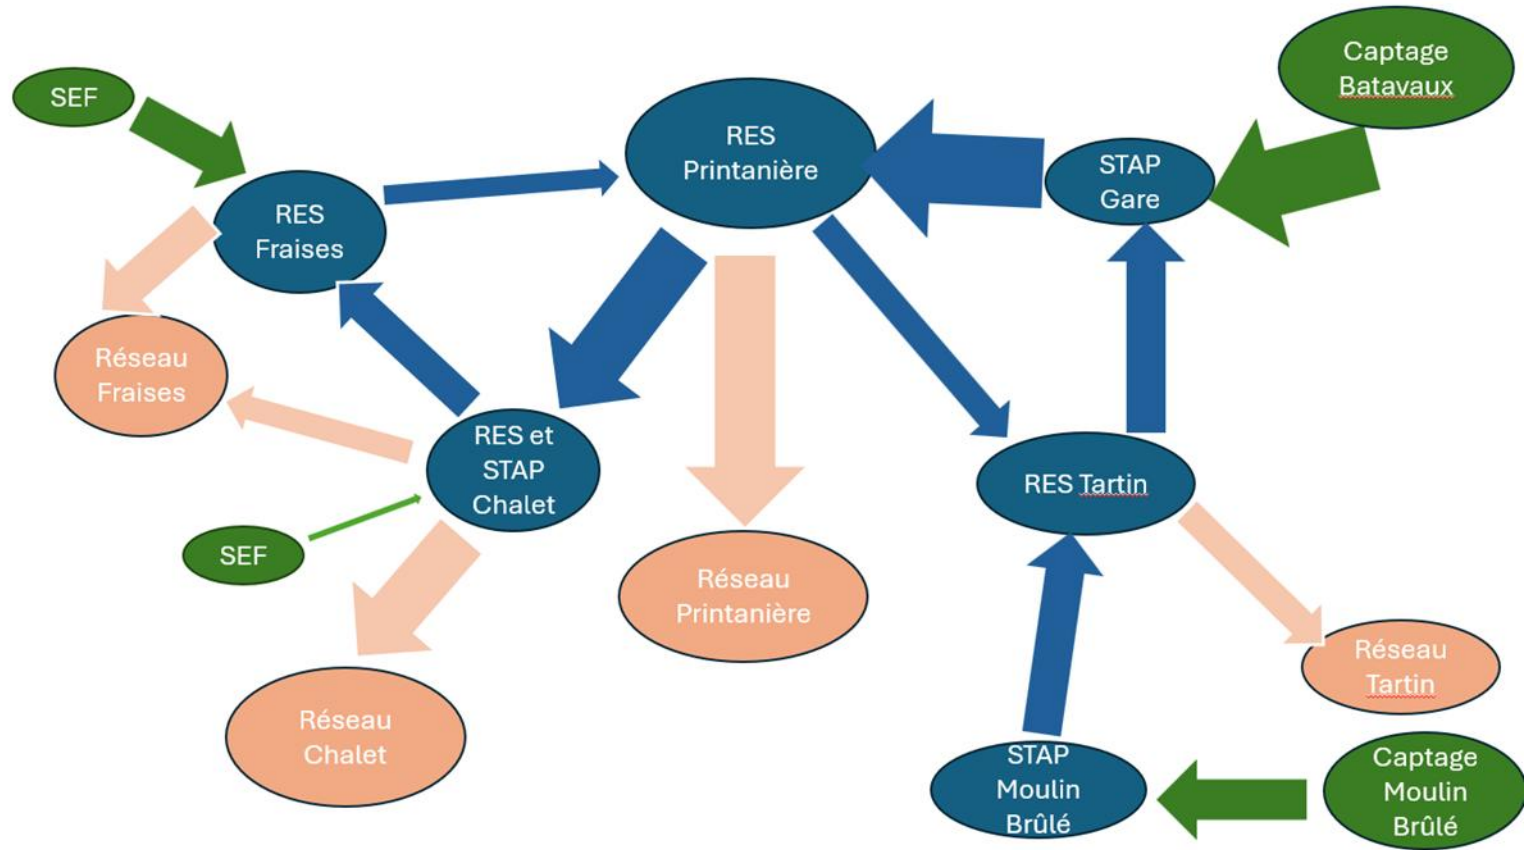 Captage
Batavaux
SEF
RES
Printanière
STAP
Gare
RES
Fraises
Réseau
Fraises
RES et
STAP
Chalet
RES Tartin
SEF
Réseau
Printanière
Réseau
Tartin
Réseau
Chalet
STAP
Moulin
Brûlé
Captage
Moulin
Brûlé